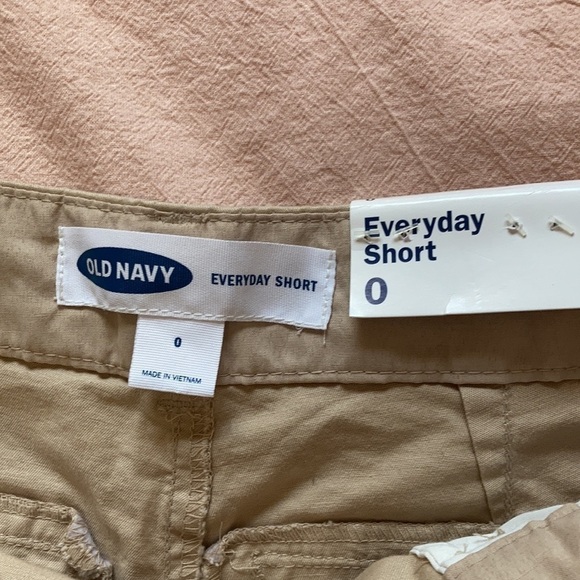 OLD NAVY
EVERYDAY SHORT
0
MADE IN VIETNAM
Everyday
Short
0